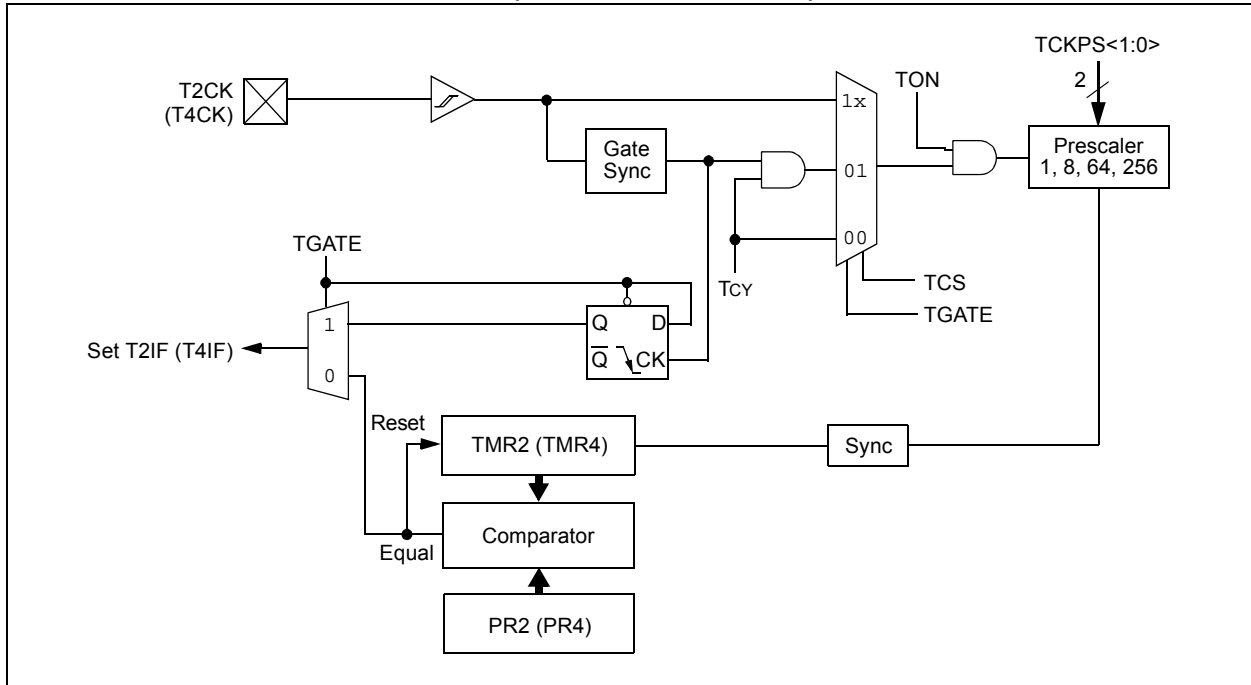 TCKPS<1:0>
2
TON
T2CK
(T4CK)
1x
Gate
Sync
01
Prescaler
1, 8, 64, 256
00
TGATE
TCY
TCS
TGATE
1
Q
D
Q
CK
Set T2IF (T4IF)
0
Reset
TMR2 (TMR4)
Sync
Equal
Comparator
PR2 (PR4)